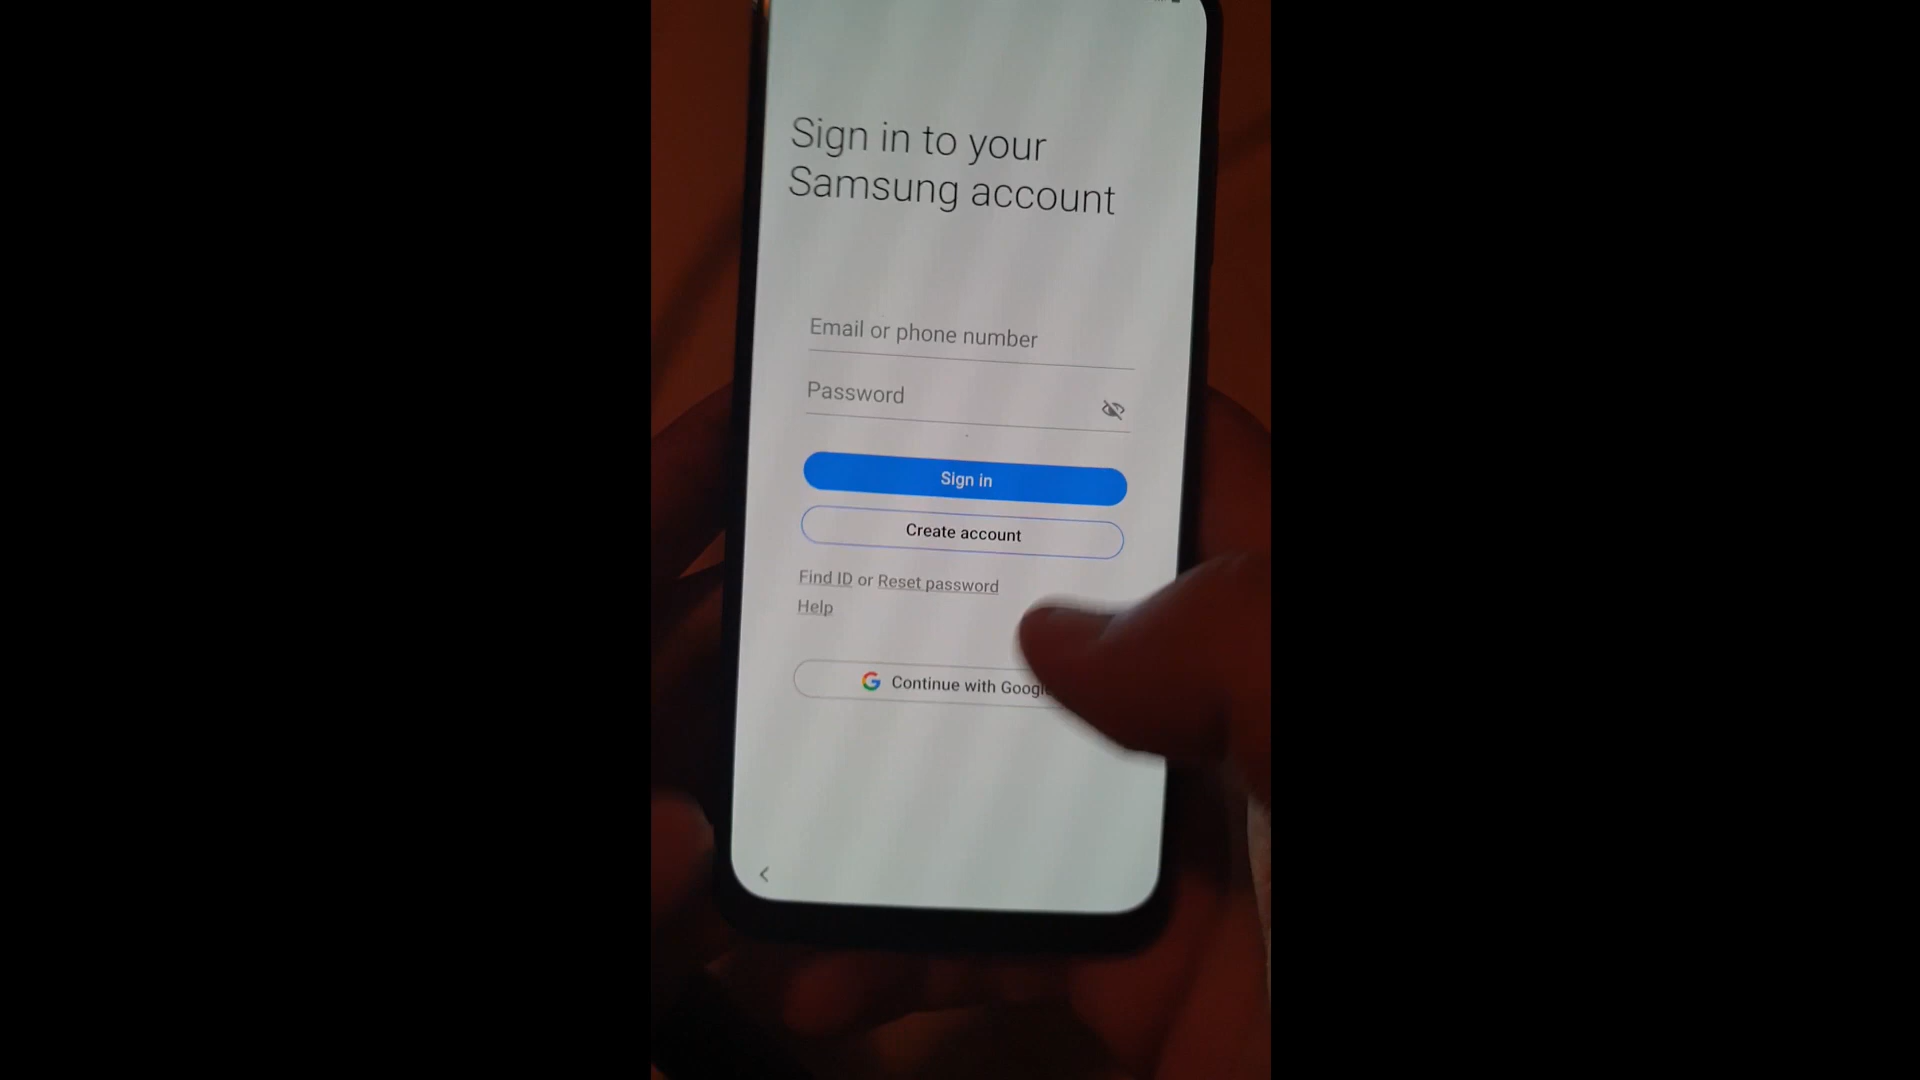 Sign in to your
Samsung account
Email or phone number
Password
Sign in
Create account
Find ID or Reset password
Help
Continue with Google